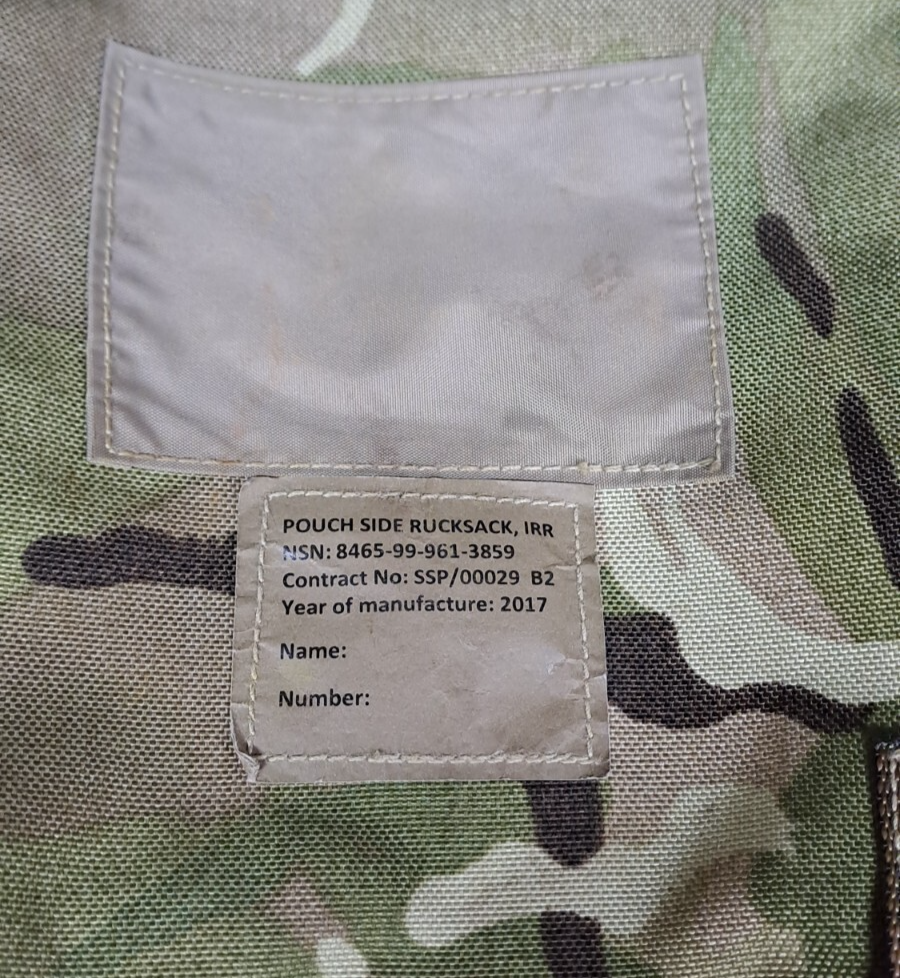 POUCH SIDE RUCKSACK, IRR
NSN: 8465-99-961-3859
Contract No: SSP/00029 B2
Year of manufacture: 2017
Name:
Number: